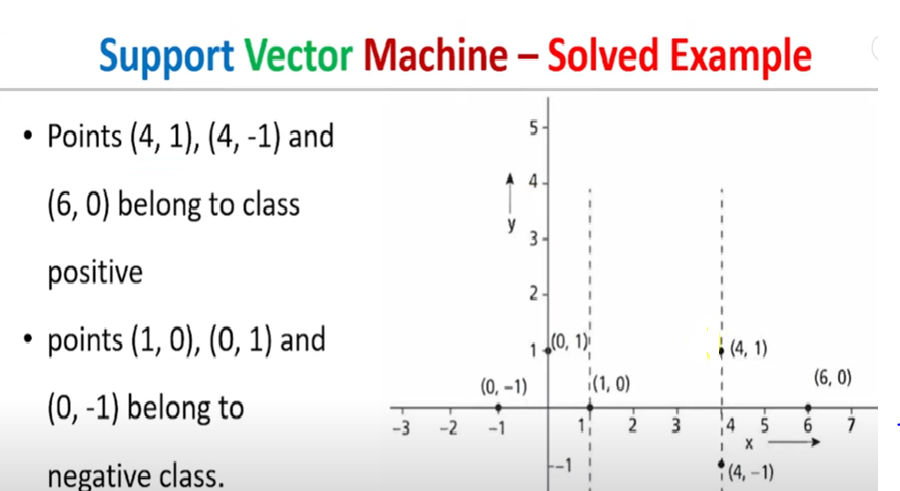 Support Vector Machine – Solved Example
• Points (4, 1), (4, -1) and
(6, 0) belong to class
positive
• points (1, 0), (0, 1) and
(0, -1) belong to
negative class.
5
4
y
3
2
1
(0, 1)
(4, 1)
(0, –1)
(1, 0)
(6, 0)
–3 –2 –1 1 2 3 4 5 6 7
x
–1
(4, –1)